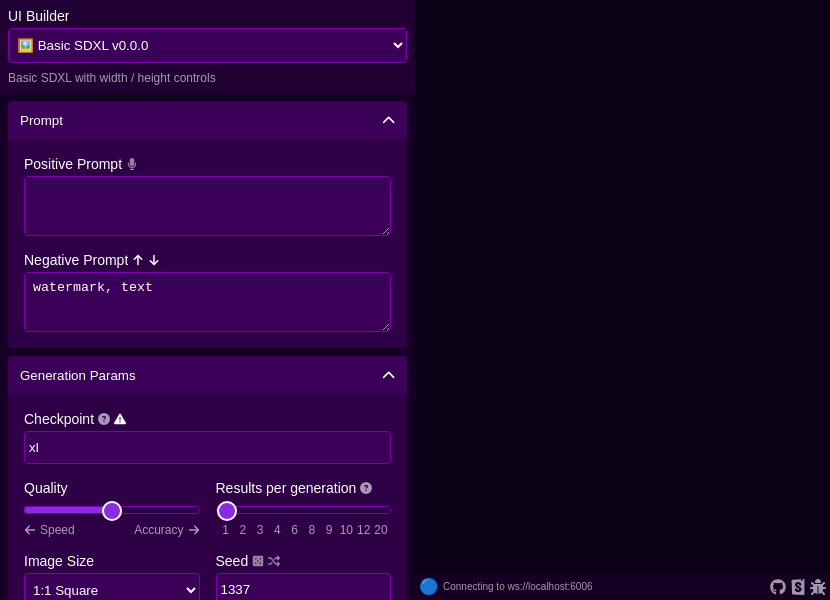 UI Builder
🖼️ Basic SDXL v0.0.0
Basic SDXL with width / height controls
Prompt
Positive Prompt
Negative Prompt
watermark, text
Generation Params
Checkpoint
xl
Quality
Results per generation
← Speed Accuracy →
1 2 3 4 6 8 9 10 12 20
Image Size
Seed
1:1 Square
1337
Connecting to ws://localhost:6006